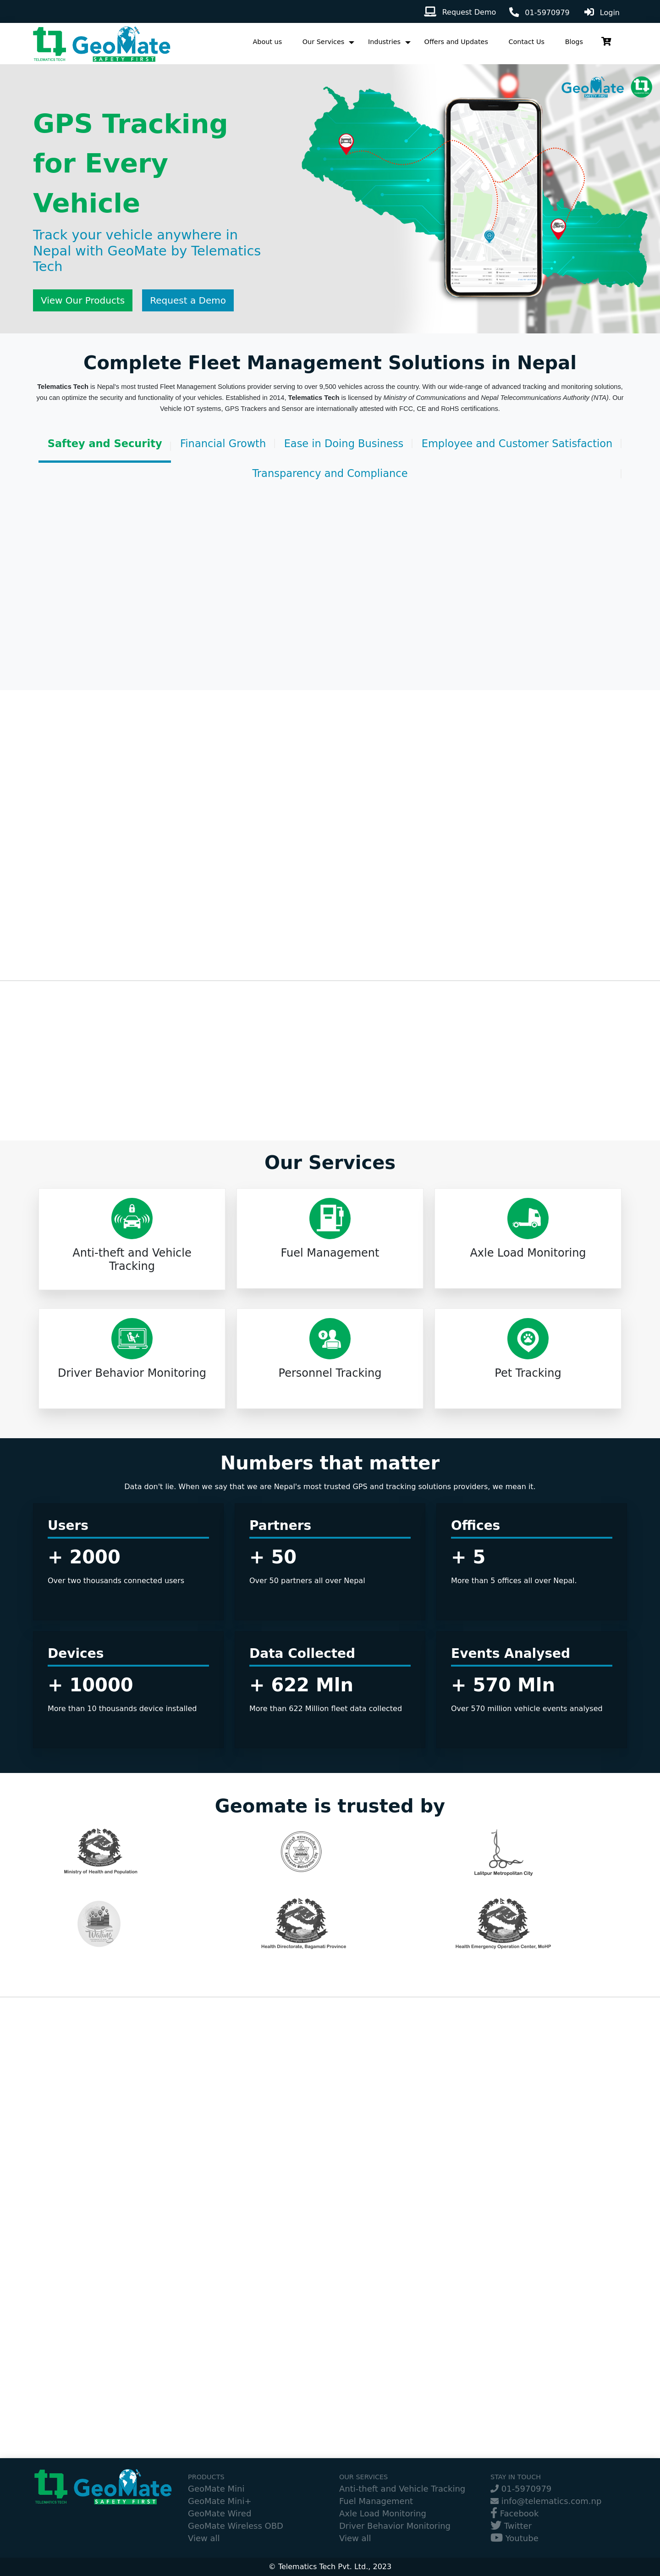 Request Demo
01-5970979
Login
TELEMATICS TECH
GeoMate
SAFETY FIRST
About us
Our Services
Industries
Offers and Updates
Contact Us
Blogs
GeoMate
GPS Tracking
for Every
Vehicle
Track your vehicle anywhere in
Nepal with GeoMate by Telematics
Tech
View Our Products
Request a Demo
Complete Fleet Management Solutions in Nepal
Telematics Tech is Nepal's most trusted Fleet Management Solutions provider serving to over 9,500 vehicles across the country. With our wide-range of advanced tracking and monitoring solutions,
you can optimize the security and functionality of your vehicles. Established in 2014, Telematics Tech is licensed by Ministry of Communications and Nepal Telecommunications Authority (NTA). Our
Vehicle IOT systems, GPS Trackers and Sensor are internationally attested with FCC, CE and RoHS certifications.
Saftey and Security
Financial Growth
Ease in Doing Business
Employee and Customer Satisfaction
Transparency and Compliance
Our Services
Anti-theft and Vehicle
Tracking
Fuel Management
Axle Load Monitoring
Driver Behavior Monitoring
Personnel Tracking
Pet Tracking
Numbers that matter
Data don't lie. When we say that we are Nepal's most trusted GPS and tracking solutions providers, we mean it.
Users
+ 2000
Over two thousands connected users
Partners
+ 50
Over 50 partners all over Nepal
Offices
+ 5
More than 5 offices all over Nepal.
Devices
+ 10000
More than 10 thousands device installed
Data Collected
+ 622 Mln
More than 622 Million fleet data collected
Events Analysed
+ 570 Mln
Over 570 million vehicle events analysed
Geomate is trusted by
Ministry of Health and Population
Lalitpur Metropolitan City
Health Directorate, Bagamati Province
Health Emergency Operation Center, MoHP
TELEMATICS TECH
GeoMate
SAFETY FIRST
PRODUCTS
GeoMate Mini
GeoMate Mini+
GeoMate Wired
GeoMate Wireless OBD
View all
OUR SERVICES
Anti-theft and Vehicle Tracking
Fuel Management
Axle Load Monitoring
Driver Behavior Monitoring
View all
STAY IN TOUCH
01-5970979
info@telematics.com.np
Facebook
Twitter
Youtube
© Telematics Tech Pvt. Ltd., 2023